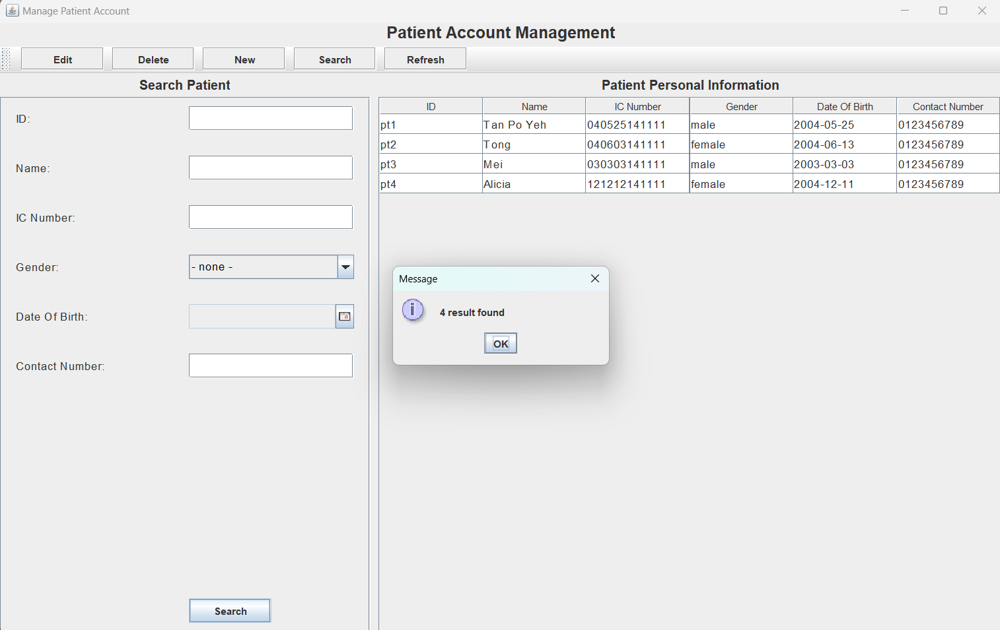 Manage Patient Account
Patient Account Management
Edit Delete New Search Refresh
Search Patient
ID:
Name:
IC Number:
Gender: - none -
Date Of Birth:
Contact Number:
Search
Patient Personal Information
ID Name IC Number Gender Date Of Birth Contact Number
pt1 Tan Po Yeh 040525141111 male 2004-05-25 0123456789
pt2 Tong 040603141111 female 2004-06-13 0123456789
pt3 Mei 030303141111 male 2003-03-03 0123456789
pt4 Alicia 121212141111 female 2004-12-11 0123456789
Message
4 result found
OK